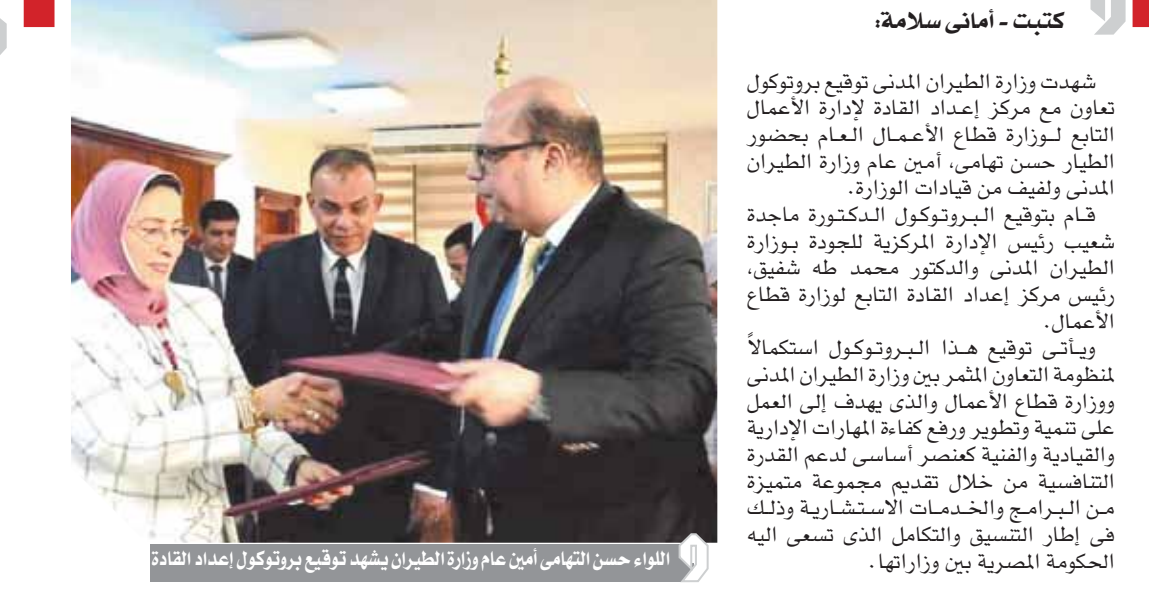 كتبت - أمانى سلامة:
شهدت وزارة الطيران المدنى توقيع بروتوكول
تعاون مع مركز إعداد القادة لإدارة الأعمال
التابع لوزارة قطاع الأعمال العام بحضور
الطيار حسن تهامى، أمين عام وزارة الطيران
المدنى ولفيف من قيادات الوزارة.
قام بتوقيع البروتوكول الدكتورة ماجدة
شعيب رئيس الإدارة المركزية للجودة بوزارة
الطيران المدنى والدكتور محمد طه شفيق،
رئيس مركز إعداد القادة التابع لوزارة قطاع
الأعمال.
ويأتى توقيع هذا البروتوكول استكمالاً
لمنظومة التعاون المثمر بين وزارة الطيران المدنى
ووزارة قطاع الأعمال والذى يهدف إلى العمل
على تنمية وتطوير ورفع كفاءة المهارات الإدارية
والقيادية والفنية كعنصر أساسى لدعم القدرة
التنافسية من خلال تقديم مجموعة متميزة
من البرامج والخدمات الاستشارية وذلك
فى إطار التنسيق والتكامل الذى تسعى اليه
الحكومة المصرية بين وزاراتها.
اللواء حسن التهامى أمين عام وزارة الطيران يشهد توقيع بروتوكول إعداد القادة